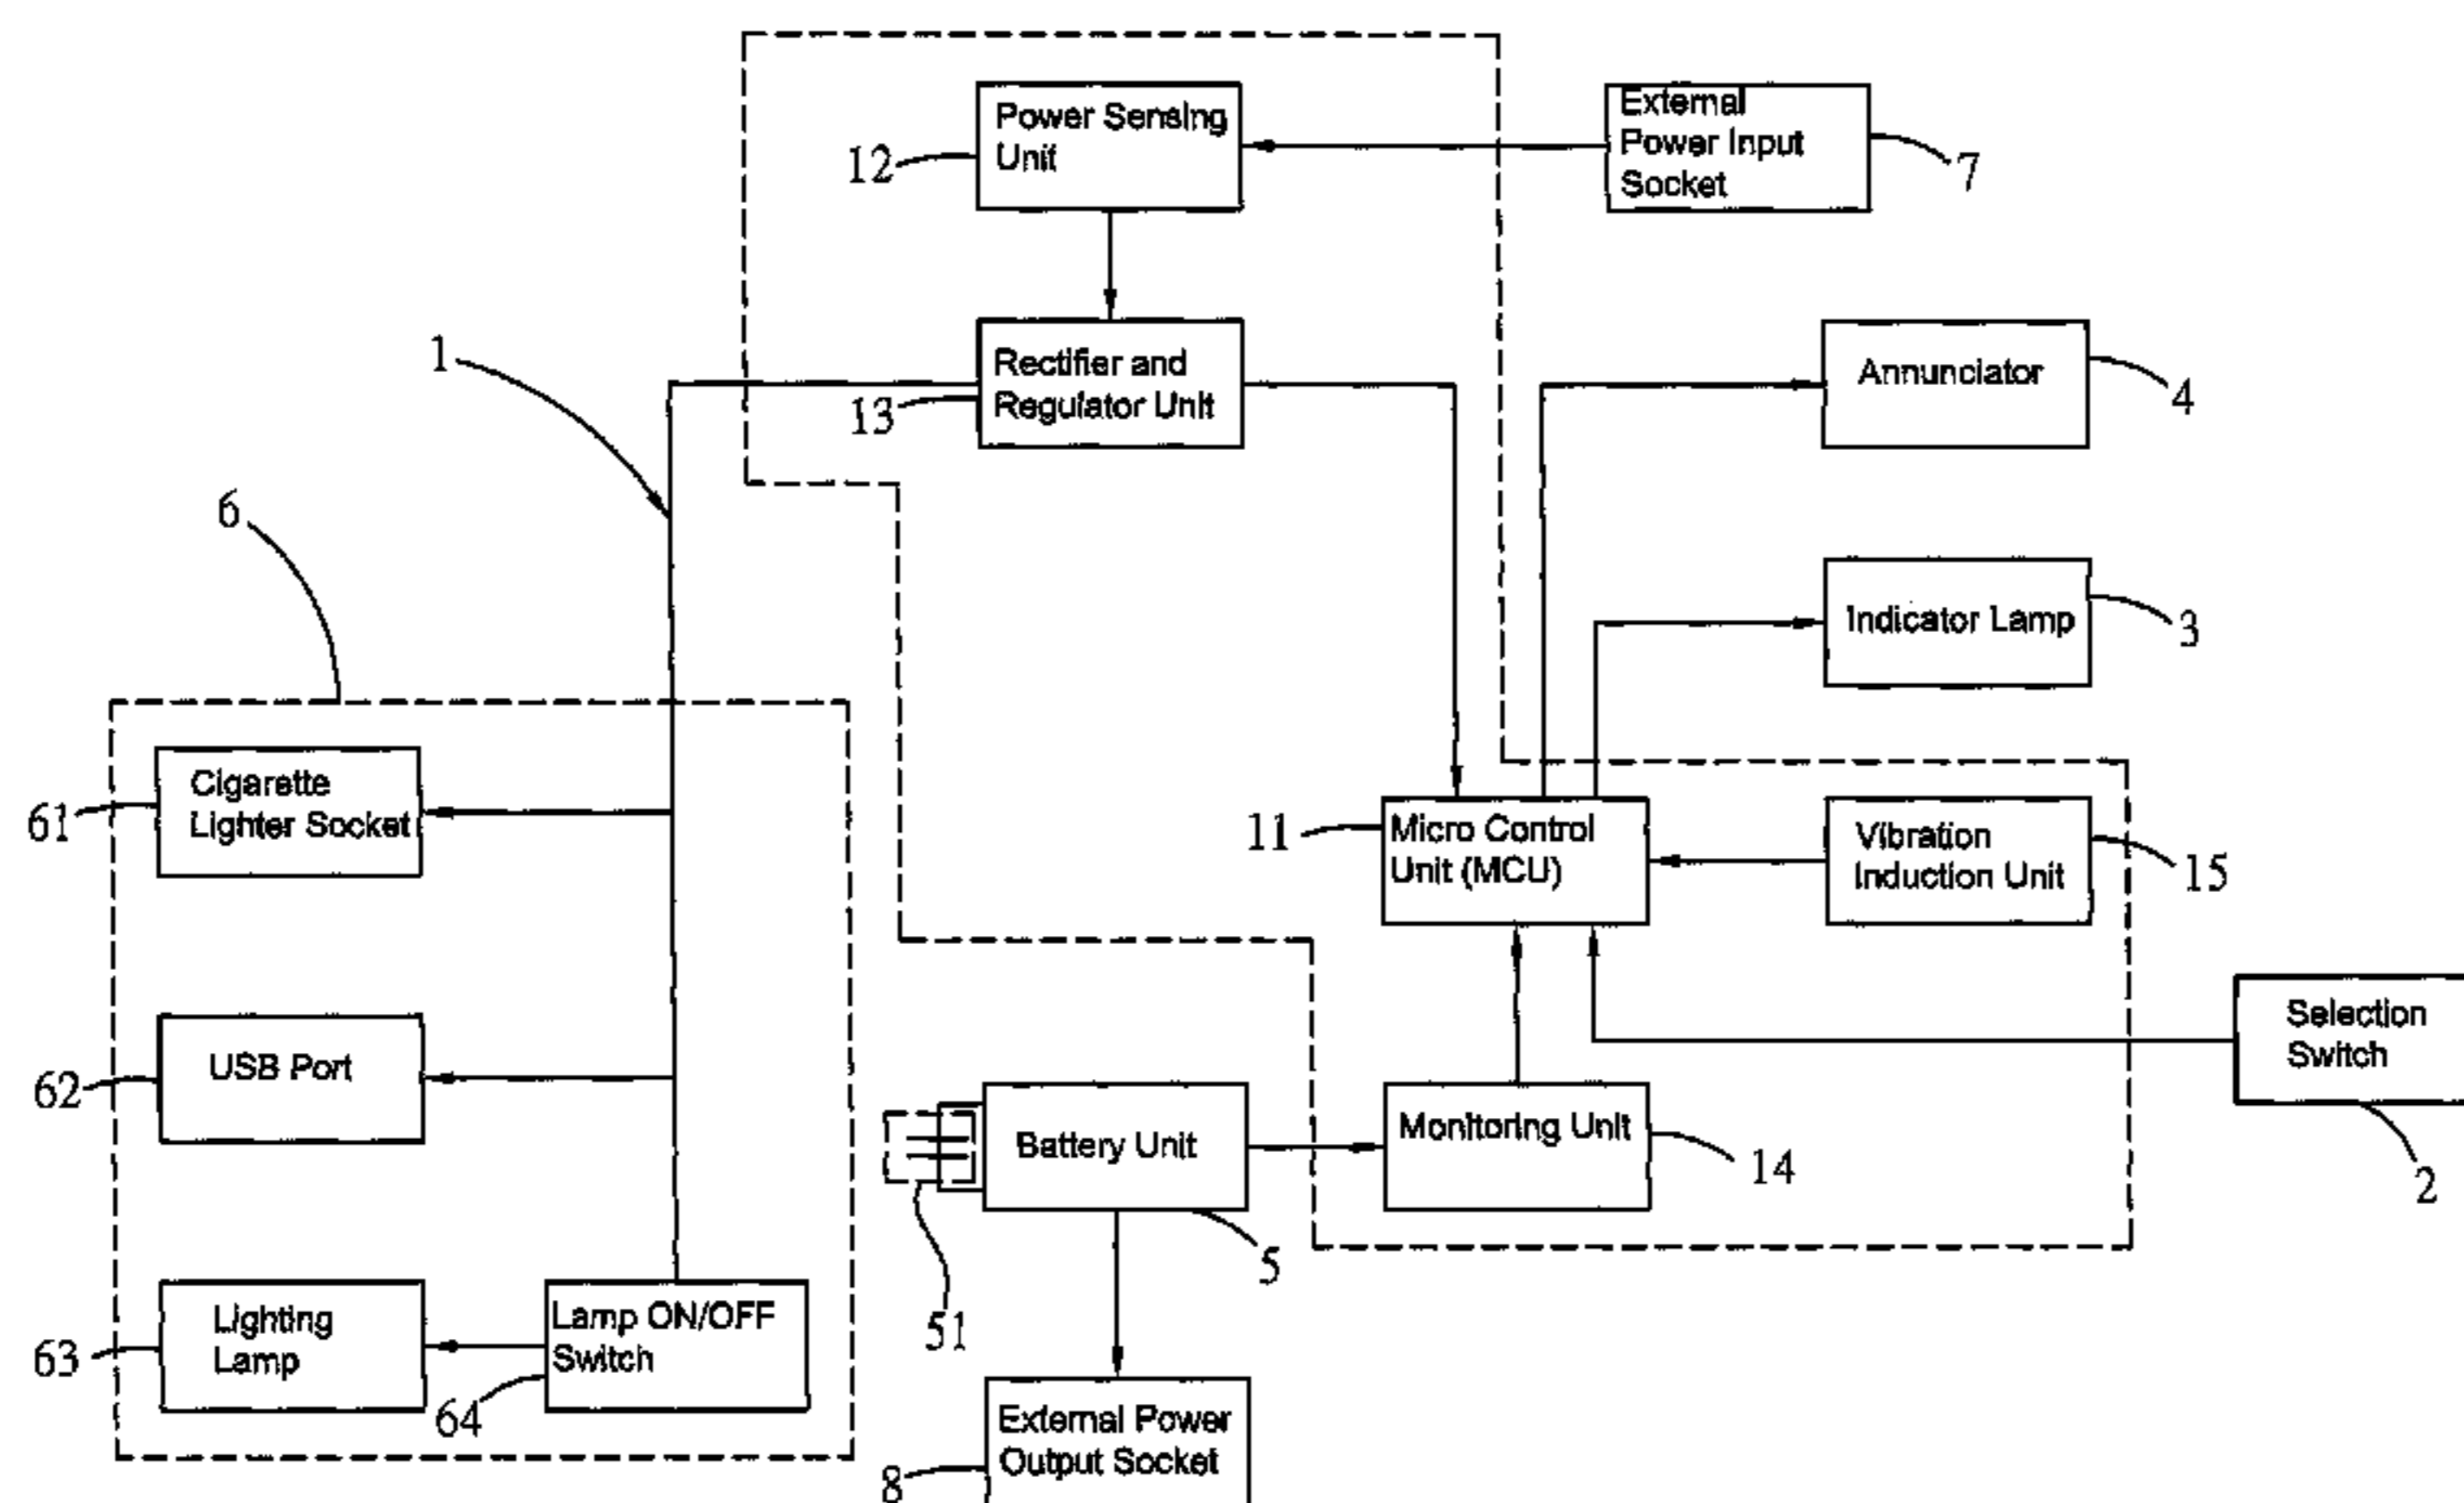 Power Sensing
Unit
12
External
Power Input
Socket
7
1
Rectifier and
Regulator Unit
13
Annunciator
4
6
Indicator Lamp
3
Cigarette
Lighter Socket
61
11
Micro Control
Unit (MCU)
Vibration
Induction Unit
15
Selection
Switch
2
USB Port
62
Battery Unit
5
51
Monitoring Unit
14
Lighting
Lamp
63
Lamp ON/OFF
Switch
64
External Power
Output Socket
8